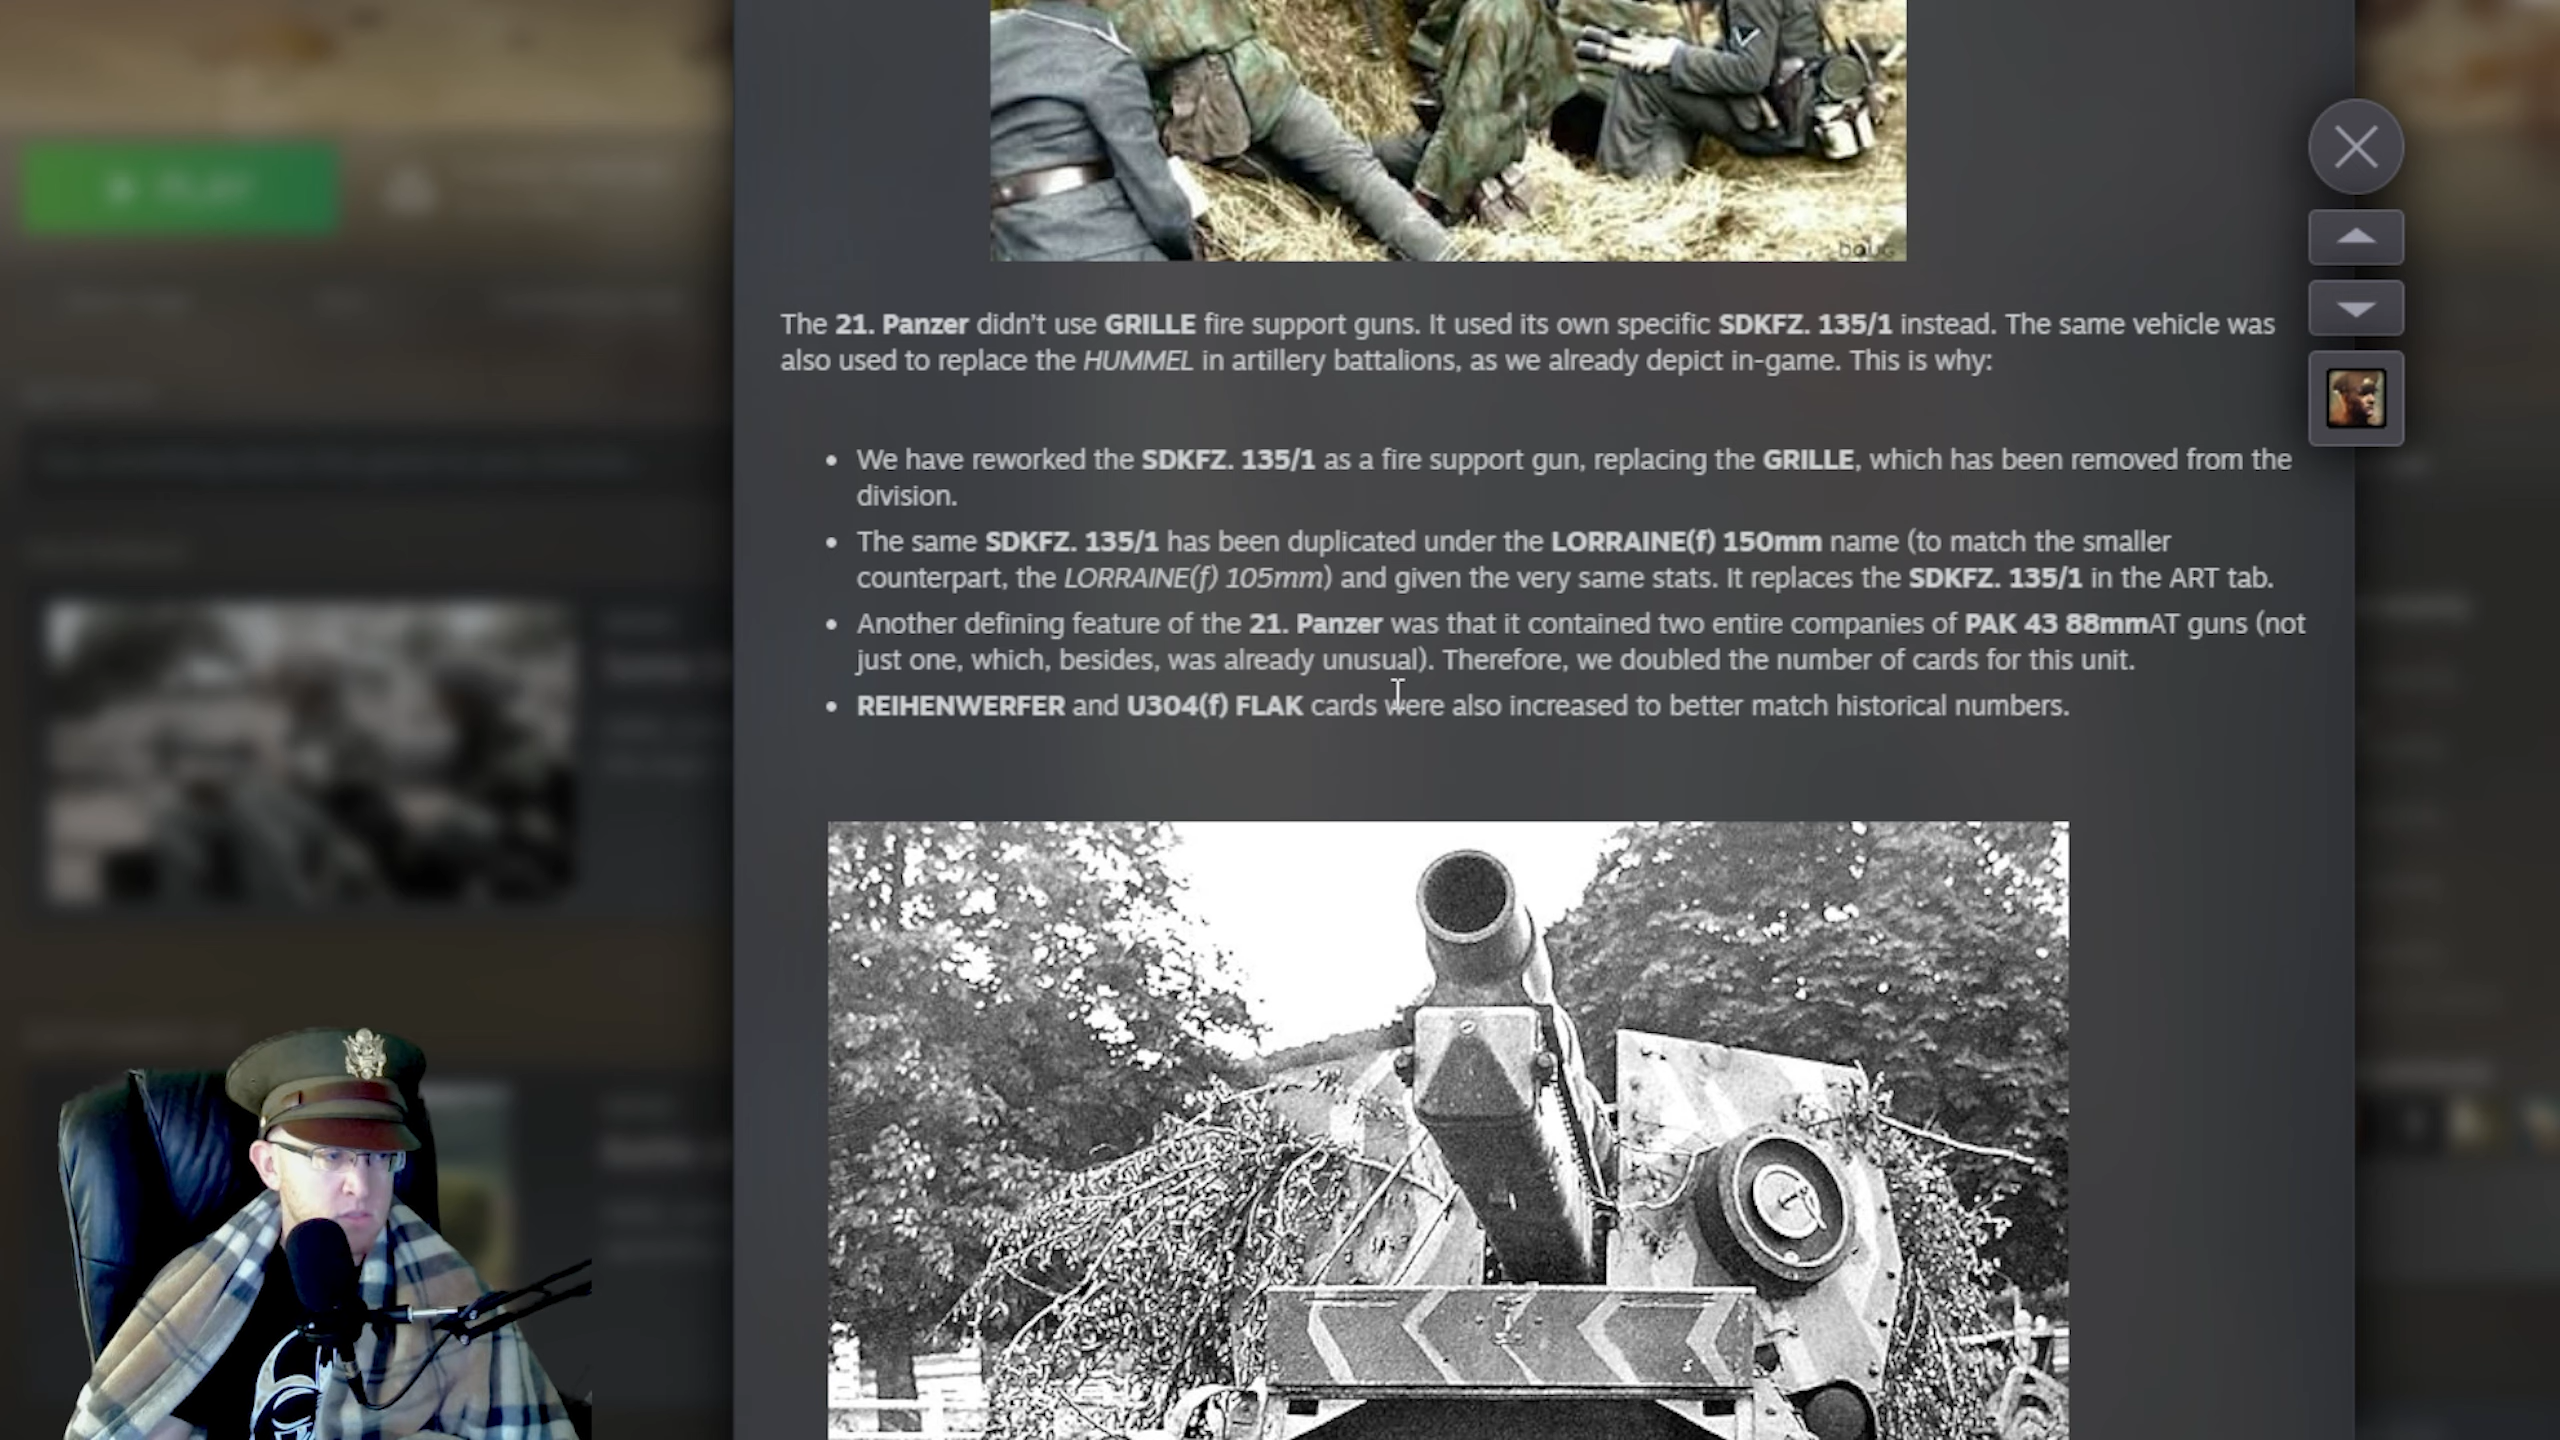 The 21. Panzer didn't use GRILLE fire support guns. It used its own specific SDKFZ. 135/1 instead. The same vehicle was
also used to replace the HUMMEL in artillery battalions, as we already depict in-game. This is why:
• We have reworked the SDKFZ. 135/1 as a fire support gun, replacing the GRILLE, which has been removed from the
division.
• The same SDKFZ. 135/1 has been duplicated under the LORRAINE(f) 150mm name (to match the smaller
counterpart, the LORRAINE(f) 105mm) and given the very same stats. It replaces the SDKFZ. 135/1 in the ART tab.
• Another defining feature of the 21. Panzer was that it contained two entire companies of PAK 43 88mmAT guns (not
just one, which, besides, was already unusual). Therefore, we doubled the number of cards for this unit.
• REIHENWERFER and U304(f) FLAK cards were also increased to better match historical numbers.
PLAY